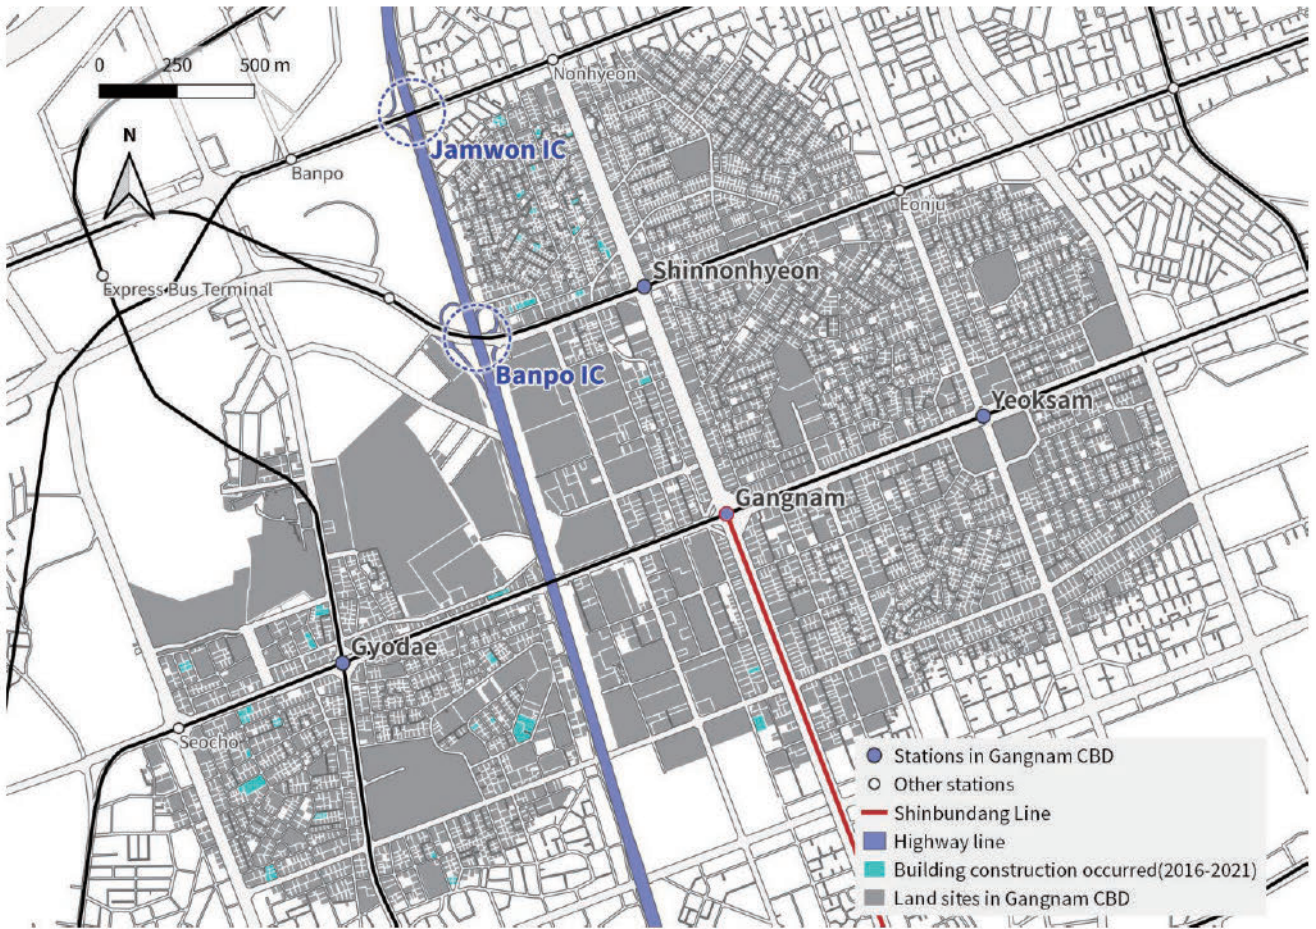 0 250 500 m
Nonhyeon
N
Jamwon IC
Banpo
Eonju
Shinnonhyeon
Express Bus Terminal
Banpo IC
Yeoksam
Gangnam
Gyodae
Seocho
Stations in Gangnam CBD
Other stations
Shinbundang Line
Highway line
Building construction occurred(2016-2021)
Land sites in Gangnam CBD